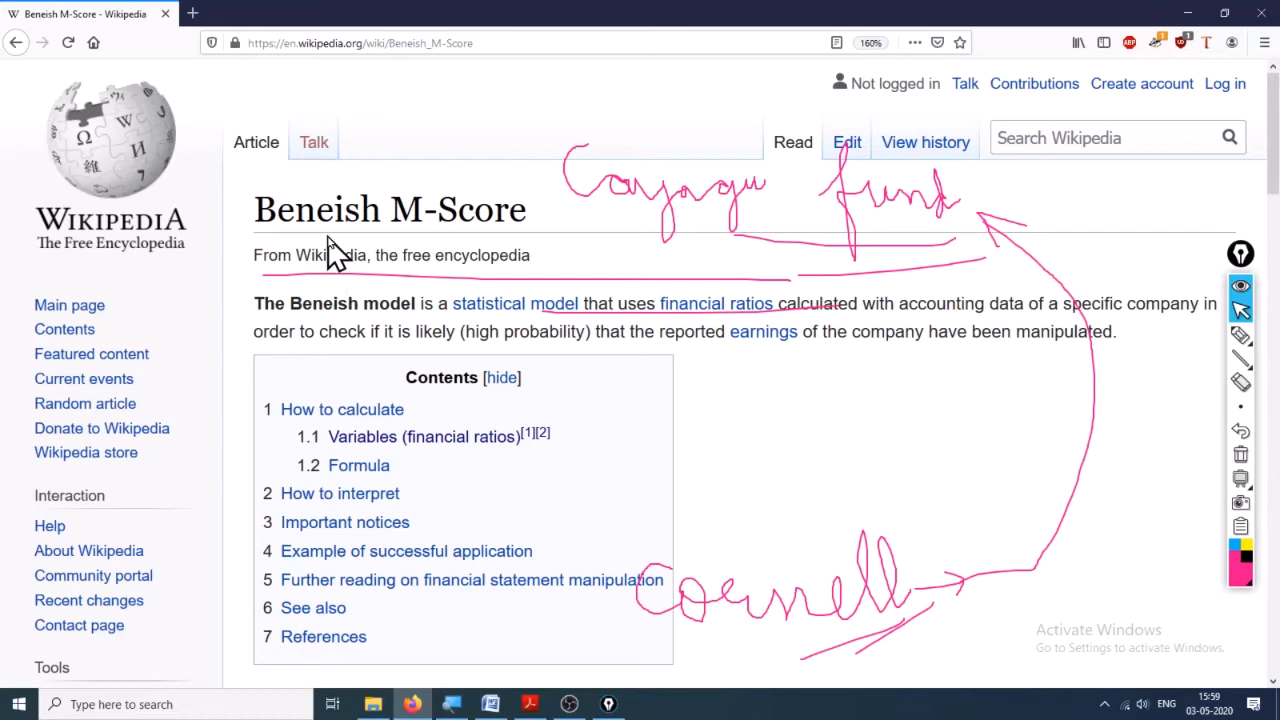 Beneish M-Score - Wikipedia
https://en.wikipedia.org/wiki/Beneish_M-Score 160%
Not logged in Talk Contributions Create account Log in
Article Talk Read Edit View history Search Wikipedia
WIKIPEDIA
The Free Encyclopedia
fund
Beneish M-Score
From Wikipedia, the free encyclopedia
The Beneish model is a statistical model that uses financial ratios calculated with accounting data of a specific company in
order to check if it is likely (high probability) that the reported earnings of the company have been manipulated.
Main page
Contents
Featured content
Current events
Random article
Donate to Wikipedia
Wikipedia store
Interaction
Help
About Wikipedia
Community portal
Recent changes
Contact page
Tools
Contents [hide]
1 How to calculate
1.1 Variables (financial ratios)[1][2]
1.2 Formula
2 How to interpret
3 Important notices
4 Example of successful application
5 Further reading on financial statement manipulation
6 See also
7 References
Cornell
Activate Windows
Go to Settings to activate Windows.
Type here to search
ENG
15:59
03-05-2020